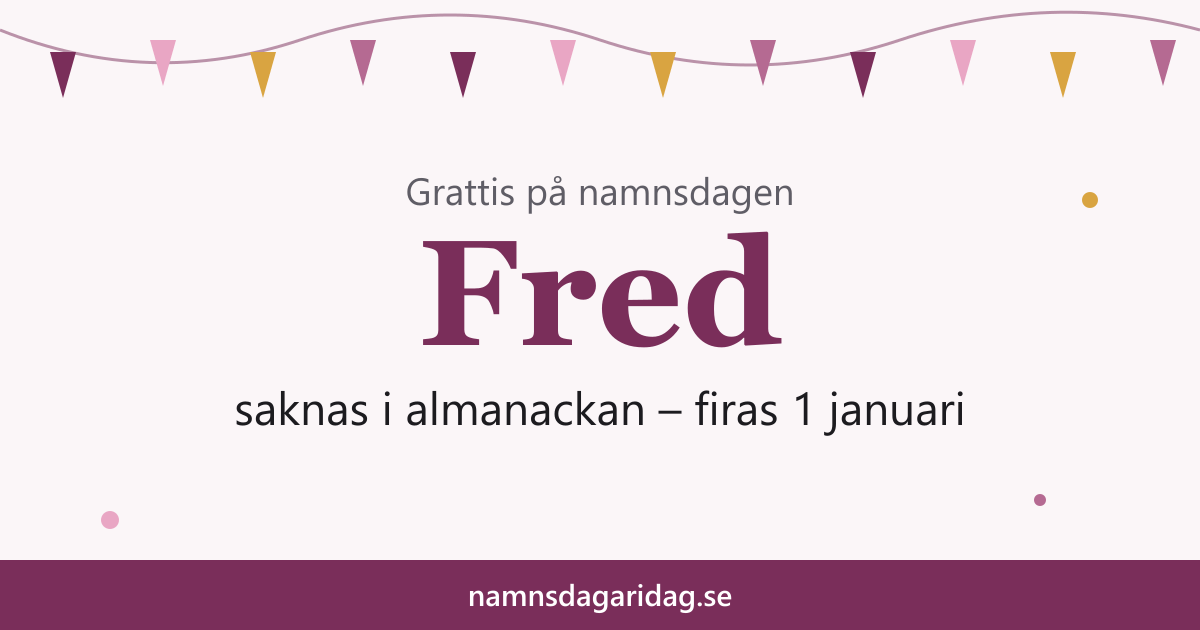 Grattis på namnsdagen
Fred
saknas i almanackan – firas 1 januari
namnsdagaridag.se